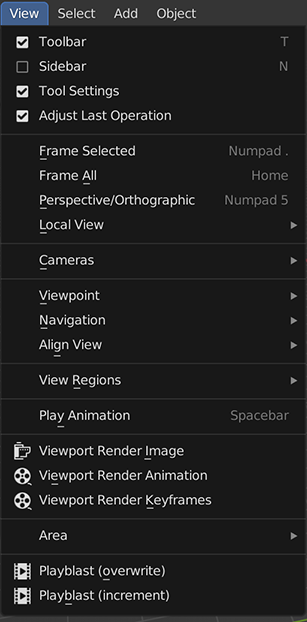 View Select Add Object
Toolbar T
Sidebar N
Tool Settings
Adjust Last Operation
Frame Selected Numpad .
Frame All Home
Perspective/Orthographic Numpad 5
Local View
Cameras
Viewpoint
Navigation
Align View
View Regions
Play Animation Spacebar
Viewport Render Image
Viewport Render Animation
Viewport Render Keyframes
Area
Playblast (overwrite)
Playblast (increment)